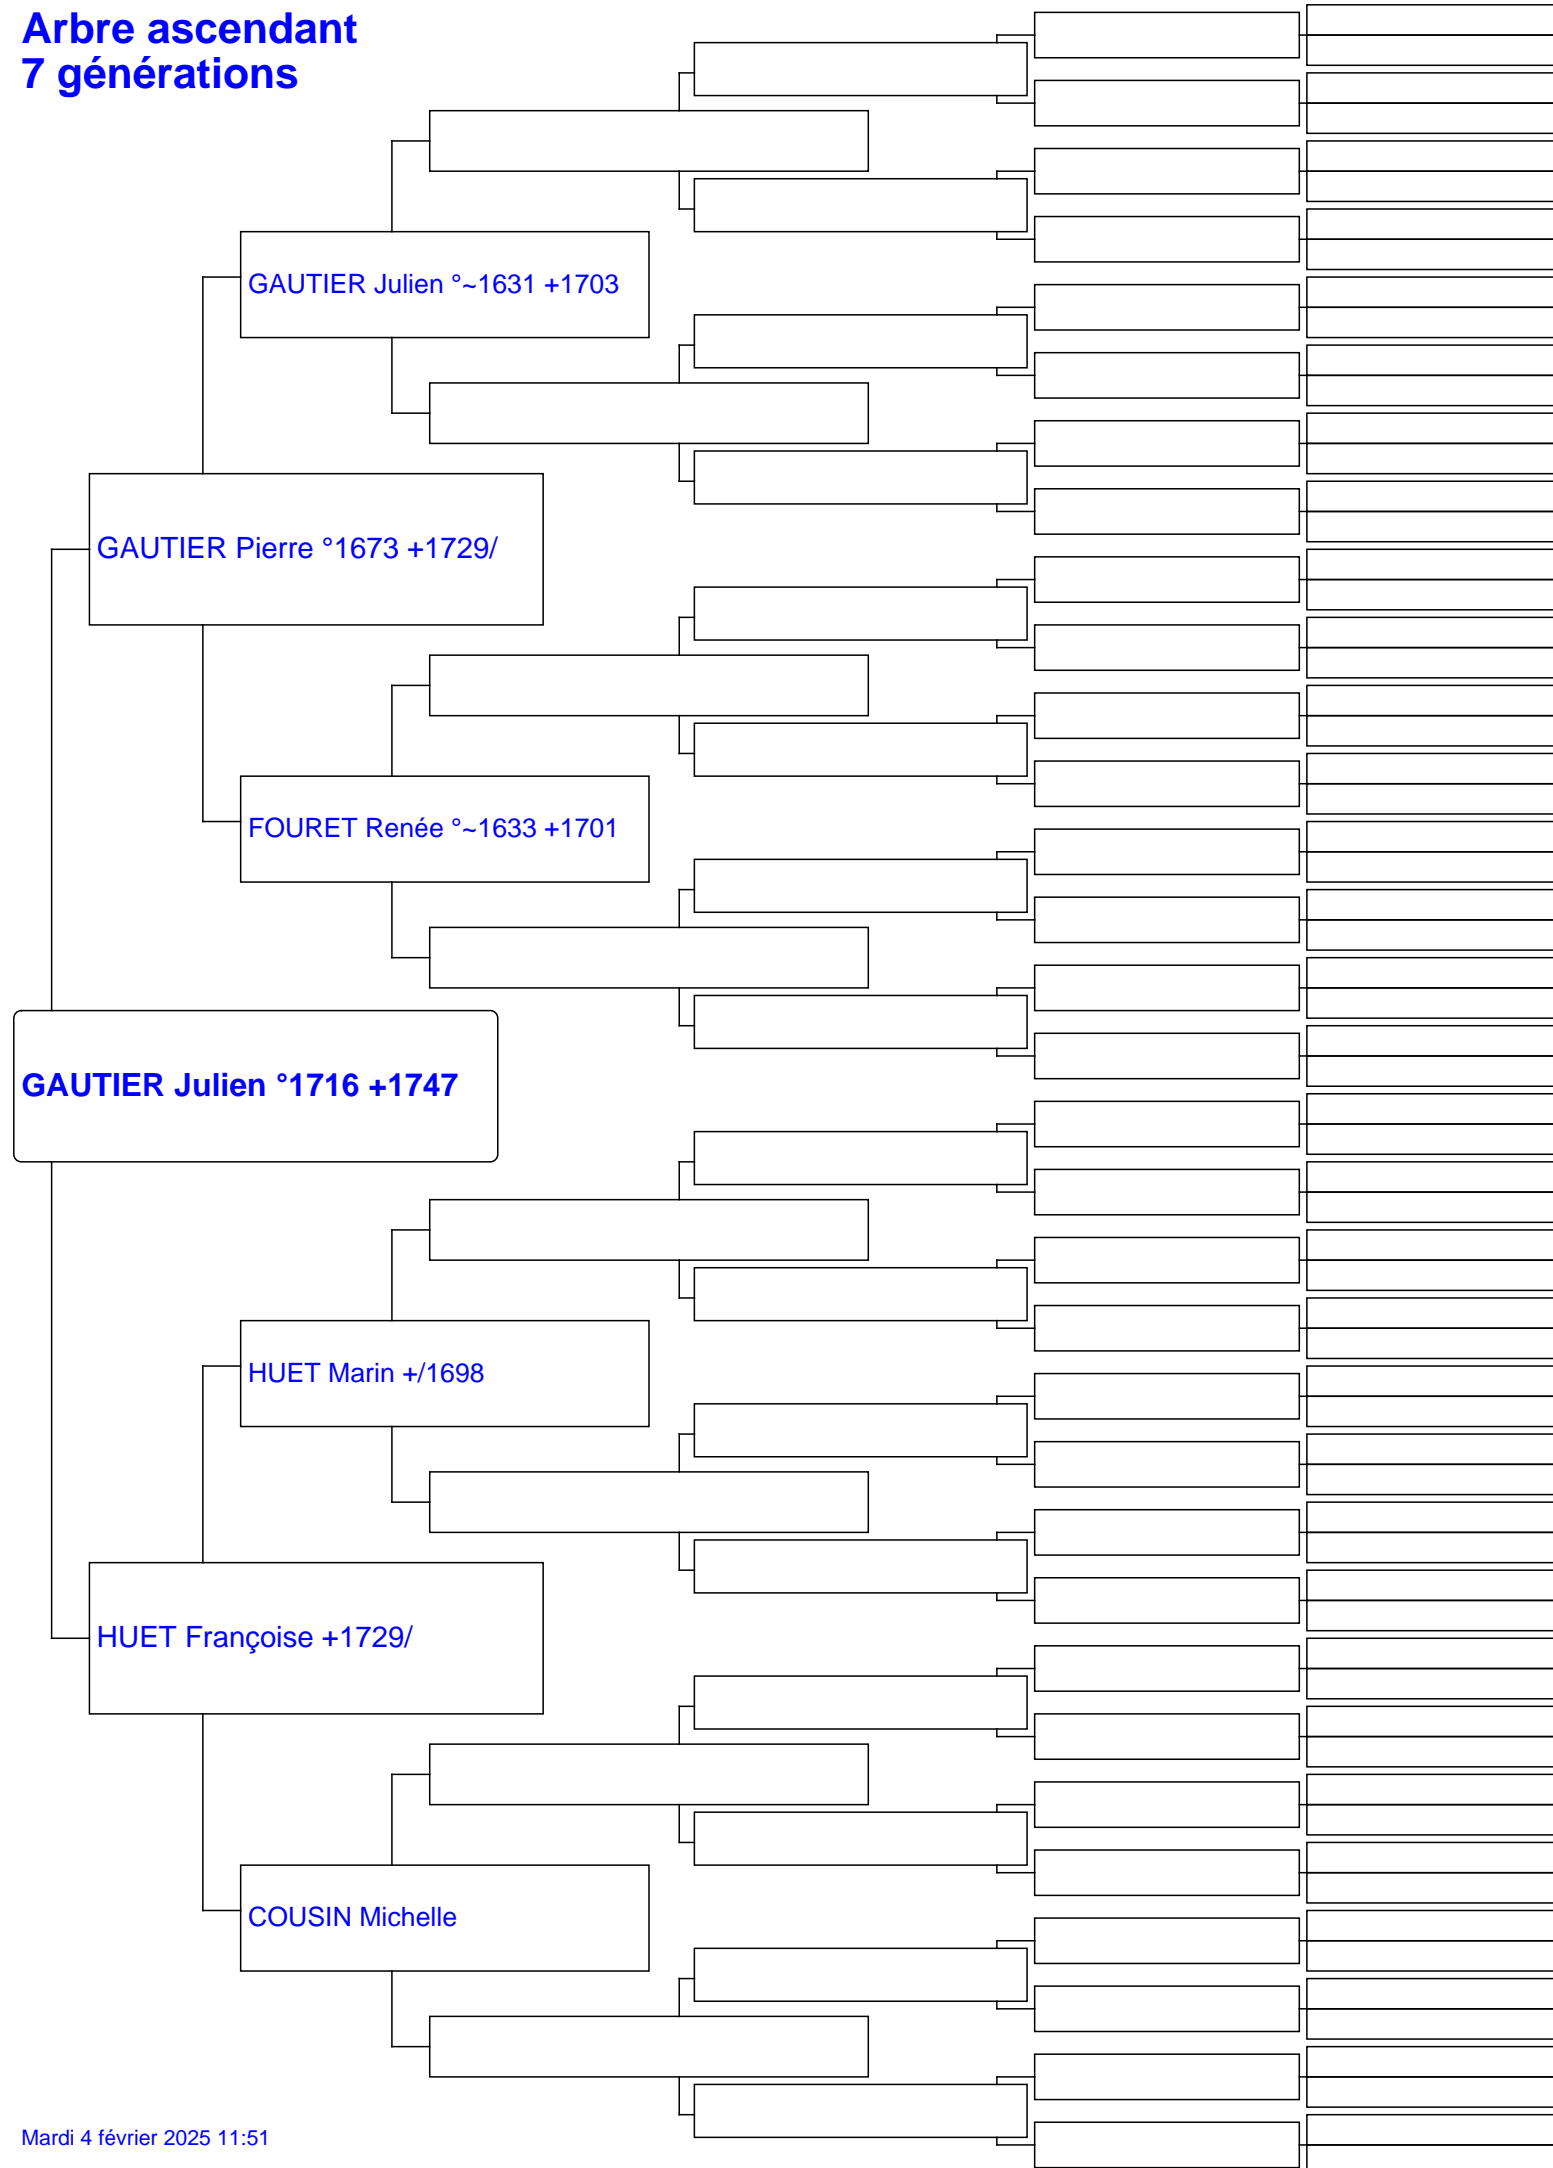 Arbre ascendant
7 générations
GAUTIER Julien °~1631 +1703
GAUTIER Pierre °1673 +1729/
FOURET Renée °~1633 +1701
GAUTIER Julien °1716 +1747
HUET Marin +/1698
HUET Françoise +1729/
COUSIN Michelle
Mardi 4 février 2025 11:51